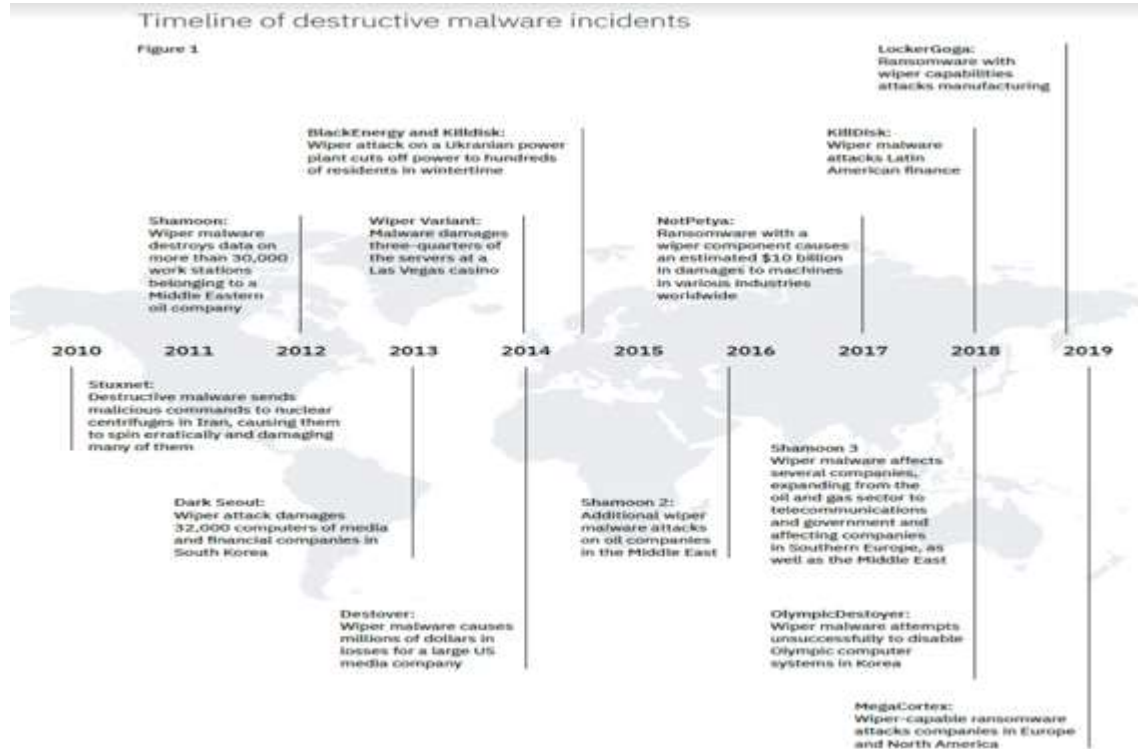 Timeline of destructive malware incidents
Figure 1
LockerGoga:
Ransomware with
wiper capabilities
attacks manufacturing
BlackEnergy and Killdisk:
Wiper attack on a Ukranian power
plant cuts off power to hundreds
of residents in wintertime
KillDisk:
Wiper malware
attacks Latin
American finance
Shamoon:
Wiper malware
destroys data on
more than 30,000
work stations
belonging to a
Middle Eastern
oil company
Wiper Variant:
Malware damages
three-quarters of
the servers at a
Las Vegas casino
NotPetya:
Ransomware with a
wiper component causes
an estimated $10 billion
in damages to machines
in various industries
worldwide
2010 2011 2012 2013 2014 2015 2016 2017 2018 2019
Stuxnet:
Destructive malware sends
malicious commands to nuclear
centrifuges in Iran, causing them
to spin erratically and damaging
many of them
Dark Seoul:
Wiper attack damages
32,000 computers of media
and financial companies in
South Korea
Shamoon 2:
Additional wiper
malware attacks
on oil companies
in the Middle East
Shamoon 3
Wiper malware affects
several companies,
expanding from the
oil and gas sector to
telecommunications
and government and
affecting companies
in Southern Europe, as
well as the Middle East
Destover:
Wiper malware causes
millions of dollars in
losses for a large US
media company
OlympicDestoyer:
Wiper malware attempts
unsuccessfully to disable
Olympic computer
systems in Korea
MegaCortex:
Wiper-capable ransomware
attacks companies in Europe
and North America